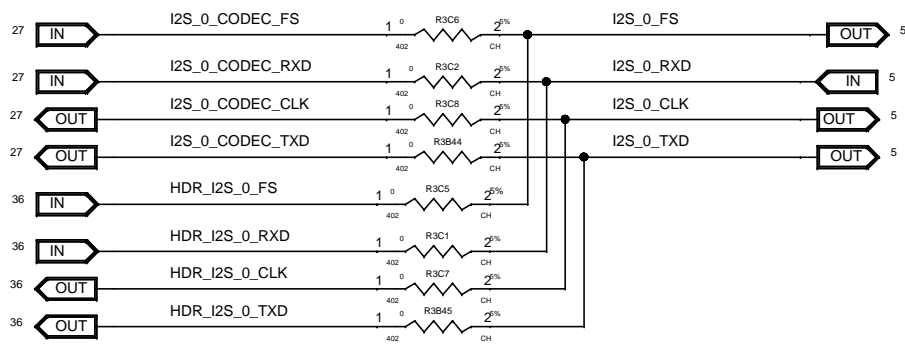 I2S_0_CODEC_FS 0 R3C6 5% I2S_0_FS
27 IN 1 2 OUT 5
402 CH
I2S_0_CODEC_RXD 0 R3C2 5% I2S_0_RXD
27 IN 1 2 IN 5
402 CH
I2S_0_CODEC_CLK 0 R3C8 5% I2S_0_CLK
27 OUT 1 2 OUT 5
402 CH
I2S_0_CODEC_TXD 0 R3B44 5% I2S_0_TXD
27 OUT 1 2 OUT 5
402 CH
HDR_I2S_0_FS 0 R3C5 5%
36 IN 1 2
402 CH
HDR_I2S_0_RXD 0 R3C1 5%
36 IN 1 2
402 CH
HDR_I2S_0_CLK 0 R3C7 5%
36 OUT 1 2
402 CH
HDR_I2S_0_TXD 0 R3B45 5%
36 OUT 1 2
402 CH